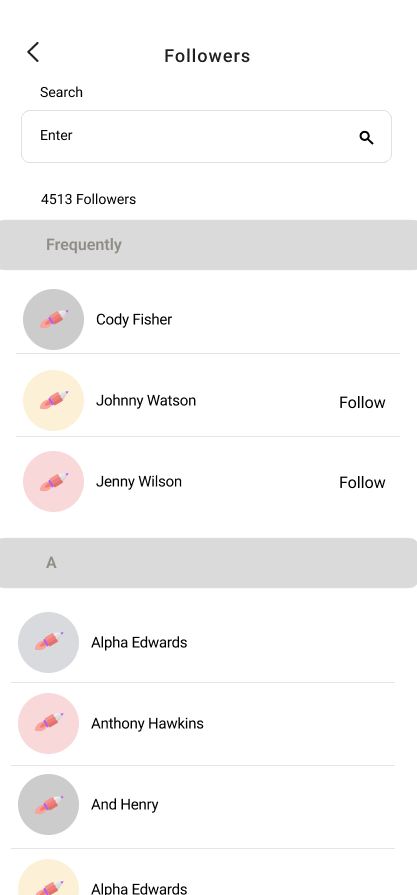 Followers
Search
Enter
4513 Followers
Frequently
Cody Fisher
Johnny Watson
Follow
Jenny Wilson
Follow
A
Alpha Edwards
Anthony Hawkins
And Henry
Alpha Edwards